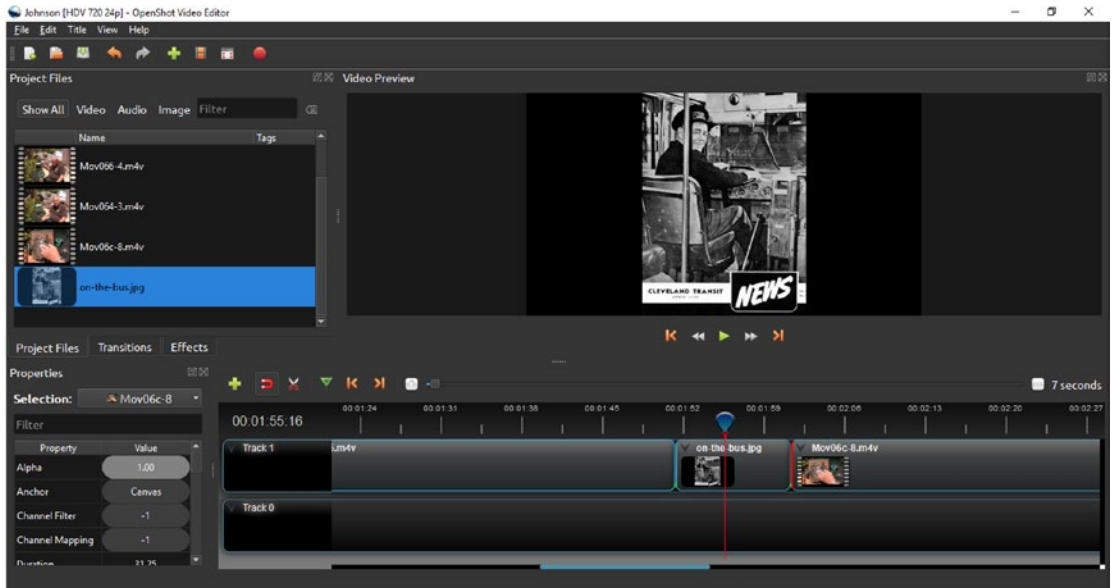 Johnson [HDV 720 24p] - OpenShot Video Editor
File Edit Title View Help
Project Files
Video Preview
Show All Video Audio Image Filter
Name Tags
Mov066-4.m4v
Mov064-3.m4v
Mov06c-8.m4v
on-the-bus.jpg
CLEVELAND TRANSIT
NEWS
Project Files Transitions Effects
Properties
Selection: Mov06c-8
7 seconds
Filter
00:01:55:16
00:01:24 00:01:31 00:01:38 00:01:45 00:01:52 00:01:59 00:02:06 00:02:13 00:02:20 00:02:27
Property Value
Alpha 1.00
Anchor Canvas
Channel Filter -1
Channel Mapping -1
Duration 31.25
Track 1 .m4v on-the-bus.jpg Mov06c-8.m4v
Track 0